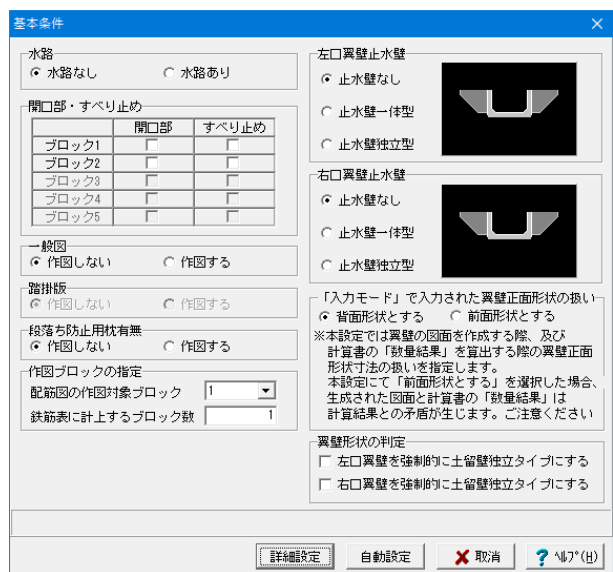 基本条件
水路
水路なし 水路あり
開口部・すべり止め
開口部 すべり止め
ブロック1
ブロック2
ブロック3
ブロック4
ブロック5
一般図
作図しない 作図する
踏掛版
作図しない 作図する
段落ち防止用枕有無
作図しない 作図する
作図ブロックの指定
配筋図の作図対象ブロック 1
鉄筋表に計上するブロック数 1
左口翼壁止水壁
止水壁なし
止水壁一体型
止水壁独立型
右口翼壁止水壁
止水壁なし
止水壁一体型
止水壁独立型
「入力モード」で入力された翼壁正面形状の扱い
背面形状とする 前面形状とする
※本設定では翼壁の図面を作成する際、及び
計算書の「数量結果」を算出する際の翼壁正面
形状寸法の扱いを指定します。
本設定にて「前面形状とする」を選択した場合、
生成された図面と計算書の「数量結果」は
計算結果との矛盾が生じます。ご注意ください
翼壁形状の判定
左口翼壁を強制的に土留壁独立タイプにする
右口翼壁を強制的に土留壁独立タイプにする
詳細設定 自動設定 取消 ヘルプ(H)